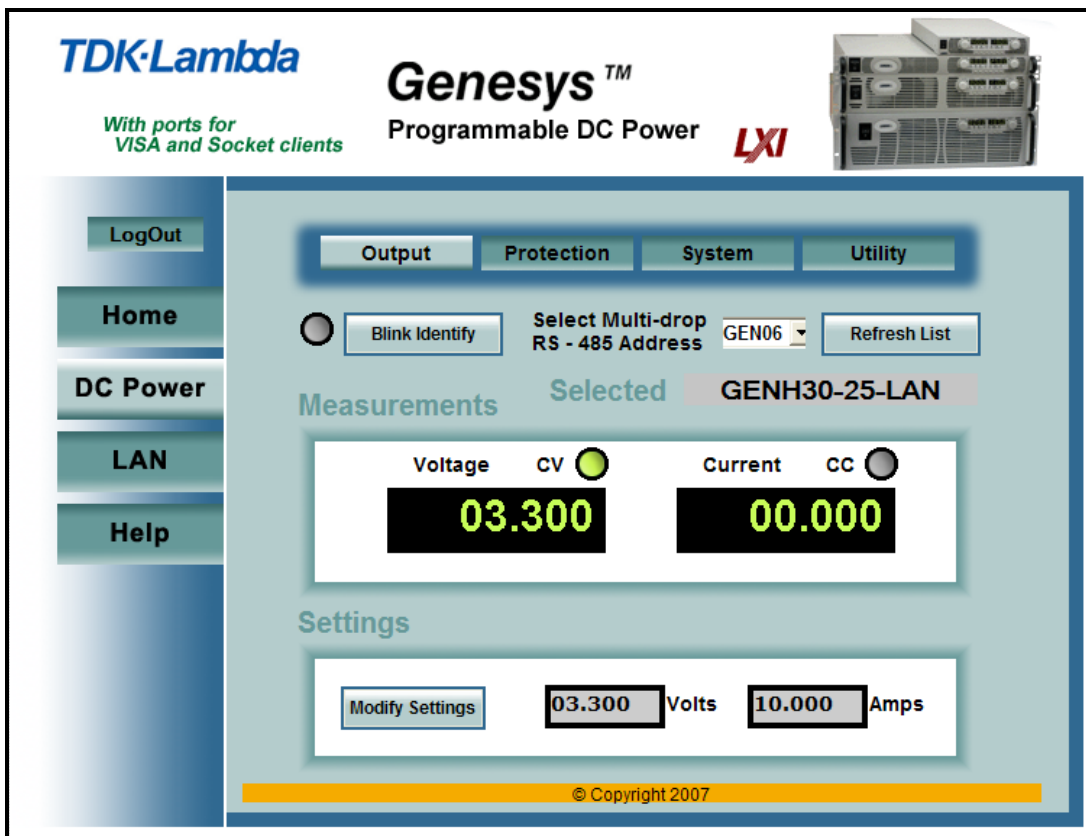 TDK·Lambda
With ports for
VISA and Socket clients
Genesys™
Programmable DC Power
LXI
LogOut
Home
DC Power
LAN
Help
Output Protection System Utility
Blink Identify
Select Multi-drop
RS - 485 Address
GEN06
Refresh List
Measurements
Selected GENH30-25-LAN
Voltage CV
Current CC
03.300
00.000
Settings
Modify Settings
03.300 Volts
10.000 Amps
© Copyright 2007